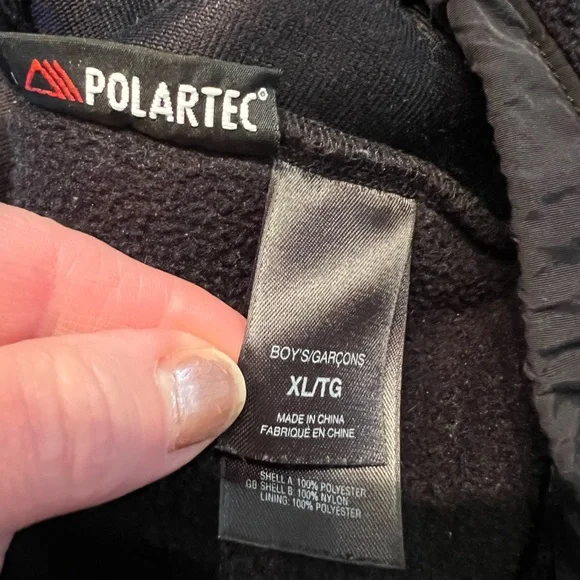 POLARTEC®
BOY'S/GARÇONS
XL/TG
MADE IN CHINA
FABRIQUÉ EN CHINE
SHELL A: 100% POLYESTER
GB SHELL B: 100% NYLON
LINING: 100% POLYESTER